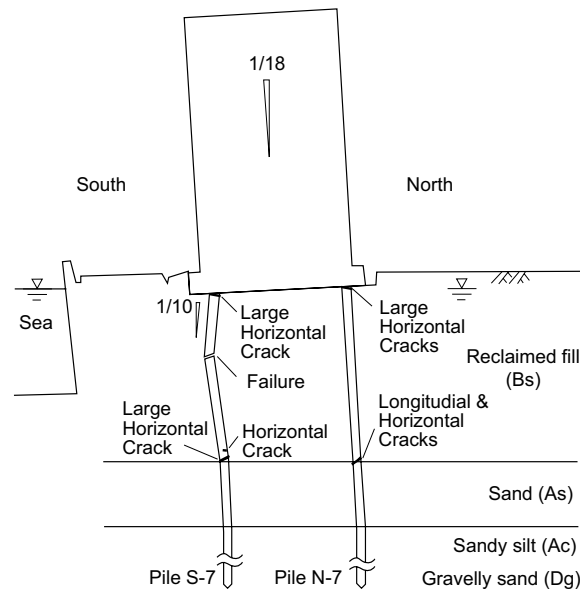 1/18
South
North
Sea
1/10
Large
Horizontal
Crack
Large
Horizontal
Cracks
Reclaimed fill
(Bs)
Failure
Large
Horizontal
Crack
Horizontal
Crack
Longitudial &
Horizontal
Cracks
Sand (As)
Sandy silt (Ac)
Pile S-7
Pile N-7
Gravelly sand (Dg)